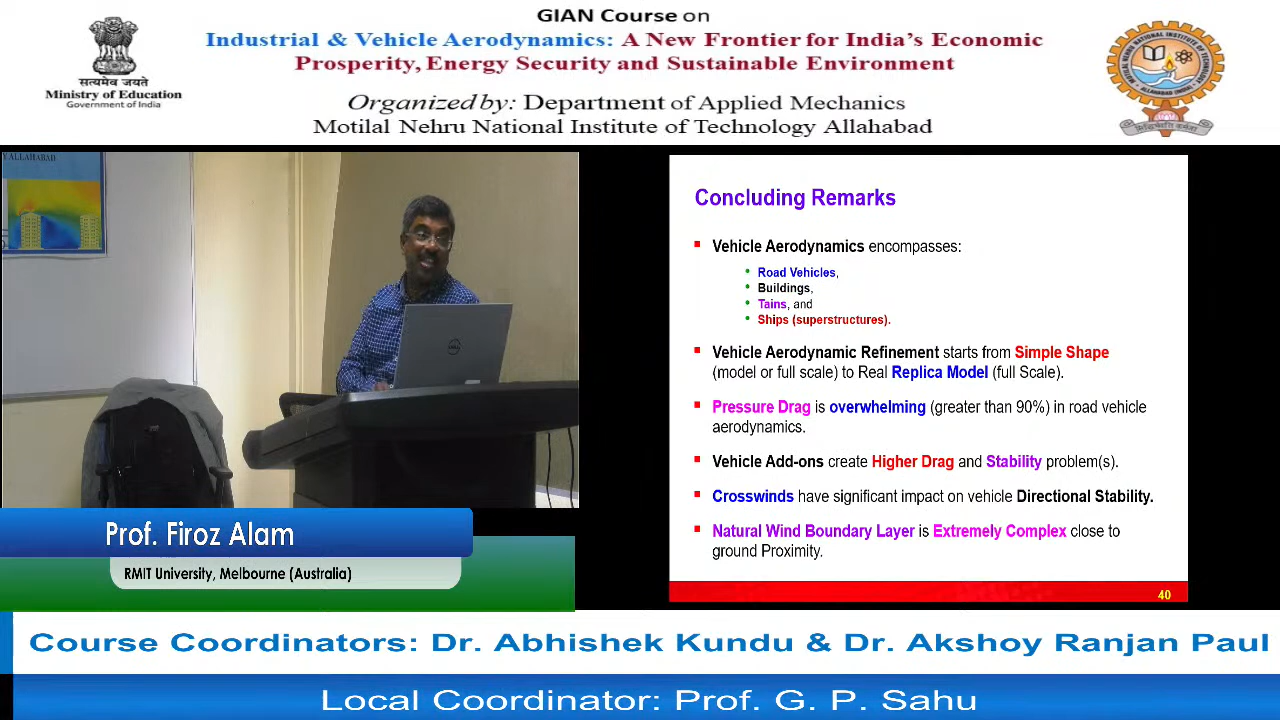 GIAN Course on
Industrial & Vehicle Aerodynamics: A New Frontier for India's Economic
Prosperity, Energy Security and Sustainable Environment
Organized by: Department of Applied Mechanics
Motilal Nehru National Institute of Technology Allahabad
सत्यमेव जयते
Ministry of Education
Government of India
Y ALLAHABAD
DELL
Concluding Remarks
Vehicle Aerodynamics encompasses:
Road Vehicles,
Buildings,
Tains, and
Ships (superstructures).
Vehicle Aerodynamic Refinement starts from Simple Shape
(model or full scale) to Real Replica Model (full Scale).
Pressure Drag is overwhelming (greater than 90%) in road vehicle
aerodynamics.
Vehicle Add-ons create Higher Drag and Stability problem(s).
Crosswinds have significant impact on vehicle Directional Stability.
Natural Wind Boundary Layer is Extremely Complex close to
ground Proximity.
40
Prof. Firoz Alam
RMIT University, Melbourne (Australia)
Course Coordinators: Dr. Abhishek Kundu & Dr. Akshoy Ranjan Paul
Local Coordinator: Prof. G. P. Sahu